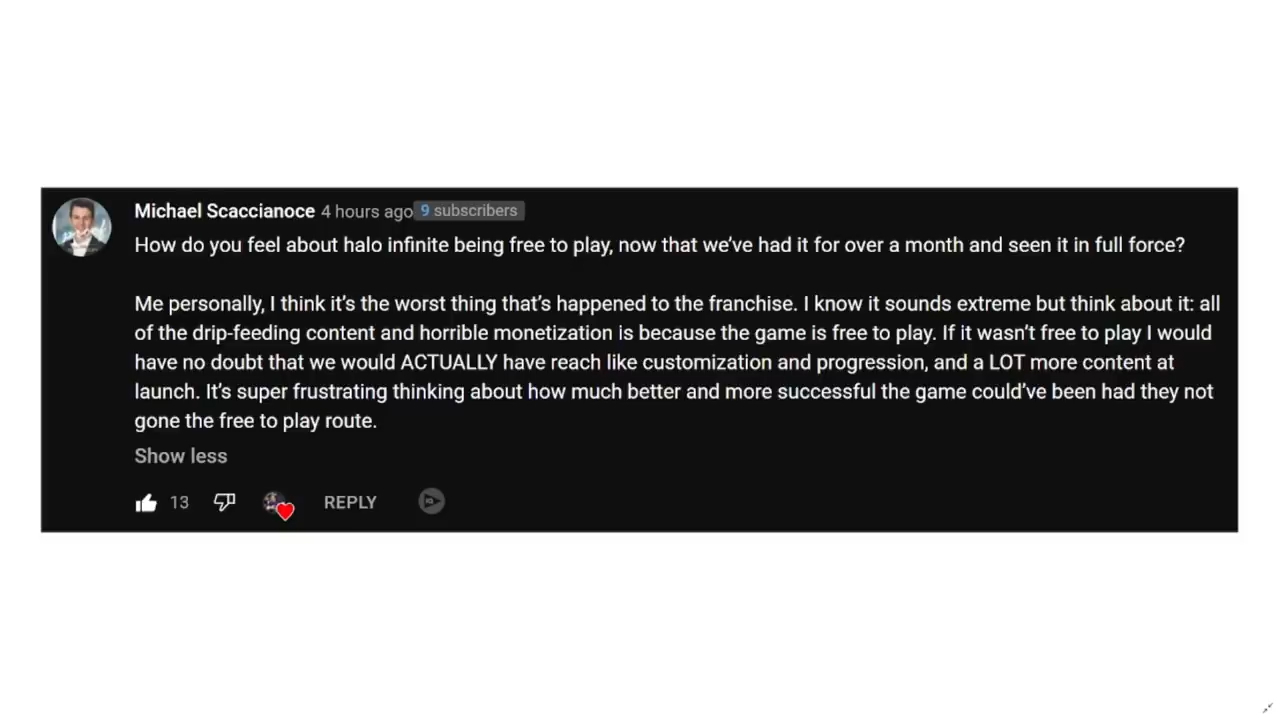 Michael Scaccianoce 4 hours ago 9 subscribers
How do you feel about halo infinite being free to play, now that we've had it for over a month and seen it in full force?
Me personally, I think it's the worst thing that's happened to the franchise. I know it sounds extreme but think about it: all
of the drip-feeding content and horrible monetization is because the game is free to play. If it wasn't free to play I would
have no doubt that we would ACTUALLY have reach like customization and progression, and a LOT more content at
launch. It's super frustrating thinking about how much better and more successful the game could've been had they not
gone the free to play route.
Show less
13 REPLY